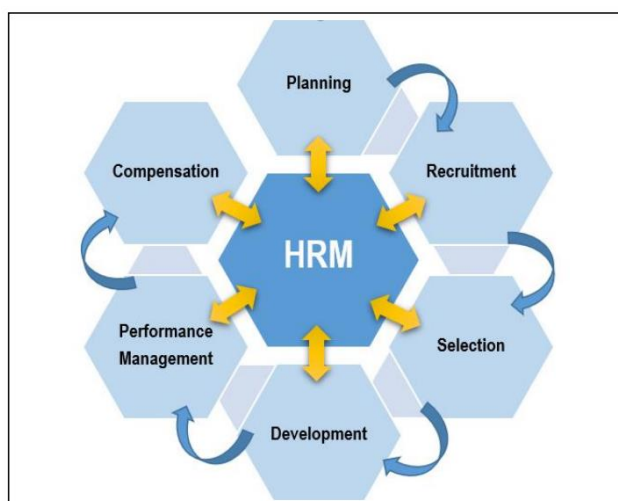 Planning
Recruitment
Selection
Development
Performance
Management
Compensation
HRM